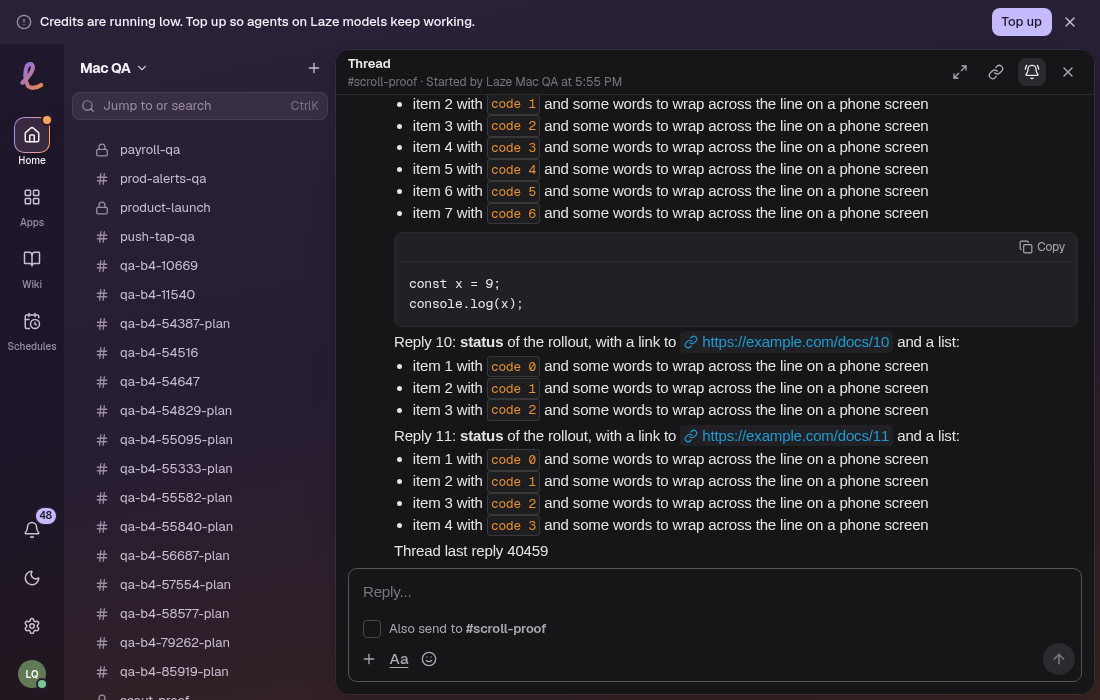 Credits are running low. Top up so agents on Laze models keep working.
Top up
Mac QA
Jump to or search
CtrlK
Home
Apps
Wiki
Schedules
48
LQ
payroll-qa
prod-alerts-qa
product-launch
push-tap-qa
qa-b4-10669
qa-b4-11540
qa-b4-54387-plan
qa-b4-54516
qa-b4-54647
qa-b4-54829-plan
qa-b4-55095-plan
qa-b4-55333-plan
qa-b4-55582-plan
qa-b4-55840-plan
qa-b4-56687-plan
qa-b4-57554-plan
qa-b4-58577-plan
qa-b4-79262-plan
qa-b4-85919-plan
scout-proof
Thread
#scroll-proof · Started by Laze Mac QA at 5:55 PM
• item 2 with code 1 and some words to wrap across the line on a phone screen
• item 3 with code 2 and some words to wrap across the line on a phone screen
• item 4 with code 3 and some words to wrap across the line on a phone screen
• item 5 with code 4 and some words to wrap across the line on a phone screen
• item 6 with code 5 and some words to wrap across the line on a phone screen
• item 7 with code 6 and some words to wrap across the line on a phone screen
Copy
const x = 9;
console.log(x);
Reply 10: status of the rollout, with a link to https://example.com/docs/10 and a list:
• item 1 with code 0 and some words to wrap across the line on a phone screen
• item 2 with code 1 and some words to wrap across the line on a phone screen
• item 3 with code 2 and some words to wrap across the line on a phone screen
Reply 11: status of the rollout, with a link to https://example.com/docs/11 and a list:
• item 1 with code 0 and some words to wrap across the line on a phone screen
• item 2 with code 1 and some words to wrap across the line on a phone screen
• item 3 with code 2 and some words to wrap across the line on a phone screen
• item 4 with code 3 and some words to wrap across the line on a phone screen
Thread last reply 40459
Reply...
Also send to #scroll-proof
Aa